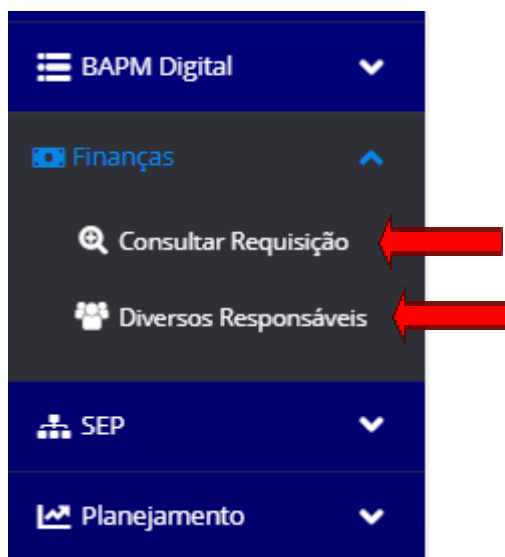 BAPM Digital
Finanças
Consultar Requisição
Diversos Responsáveis
SEP
Planejamento